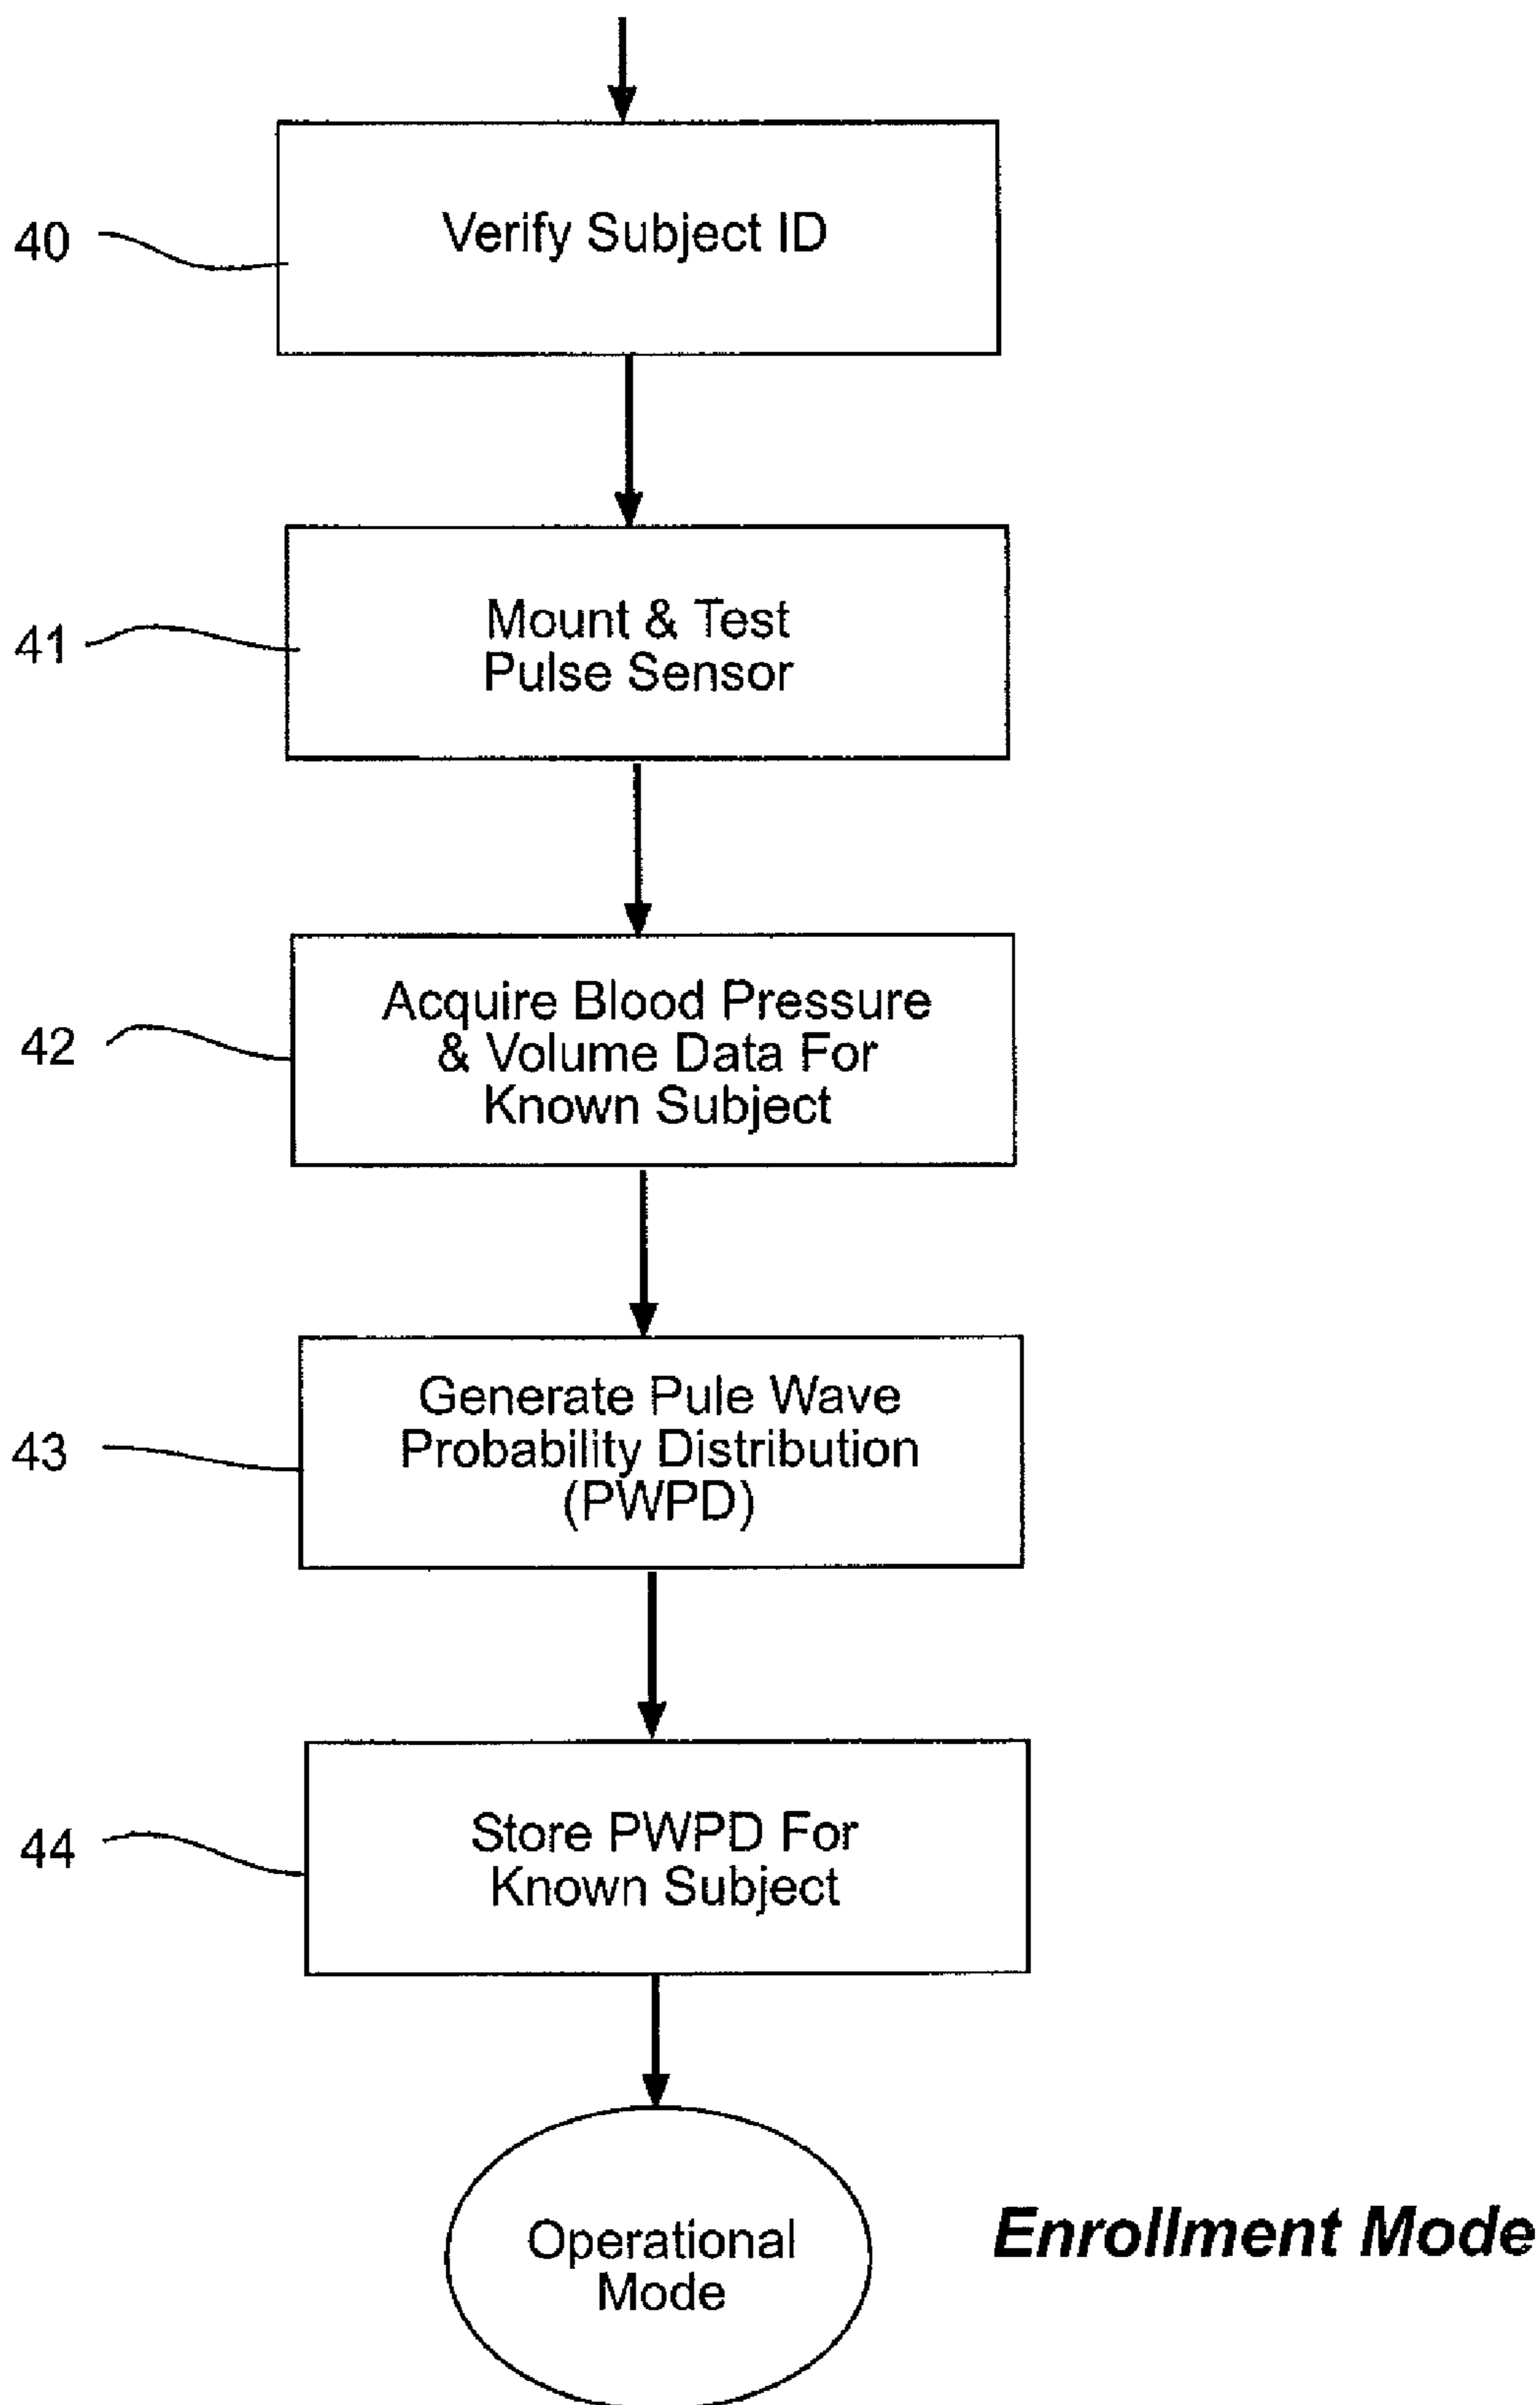 40
Verify Subject ID
41
Mount & Test
Pulse Sensor
42
Acquire Blood Pressure
& Volume Data For
Known Subject
43
Generate Pule Wave
Probability Distribution
(PWPD)
44
Store PWPD For
Known Subject
Operational
Mode
Enrollment Mode